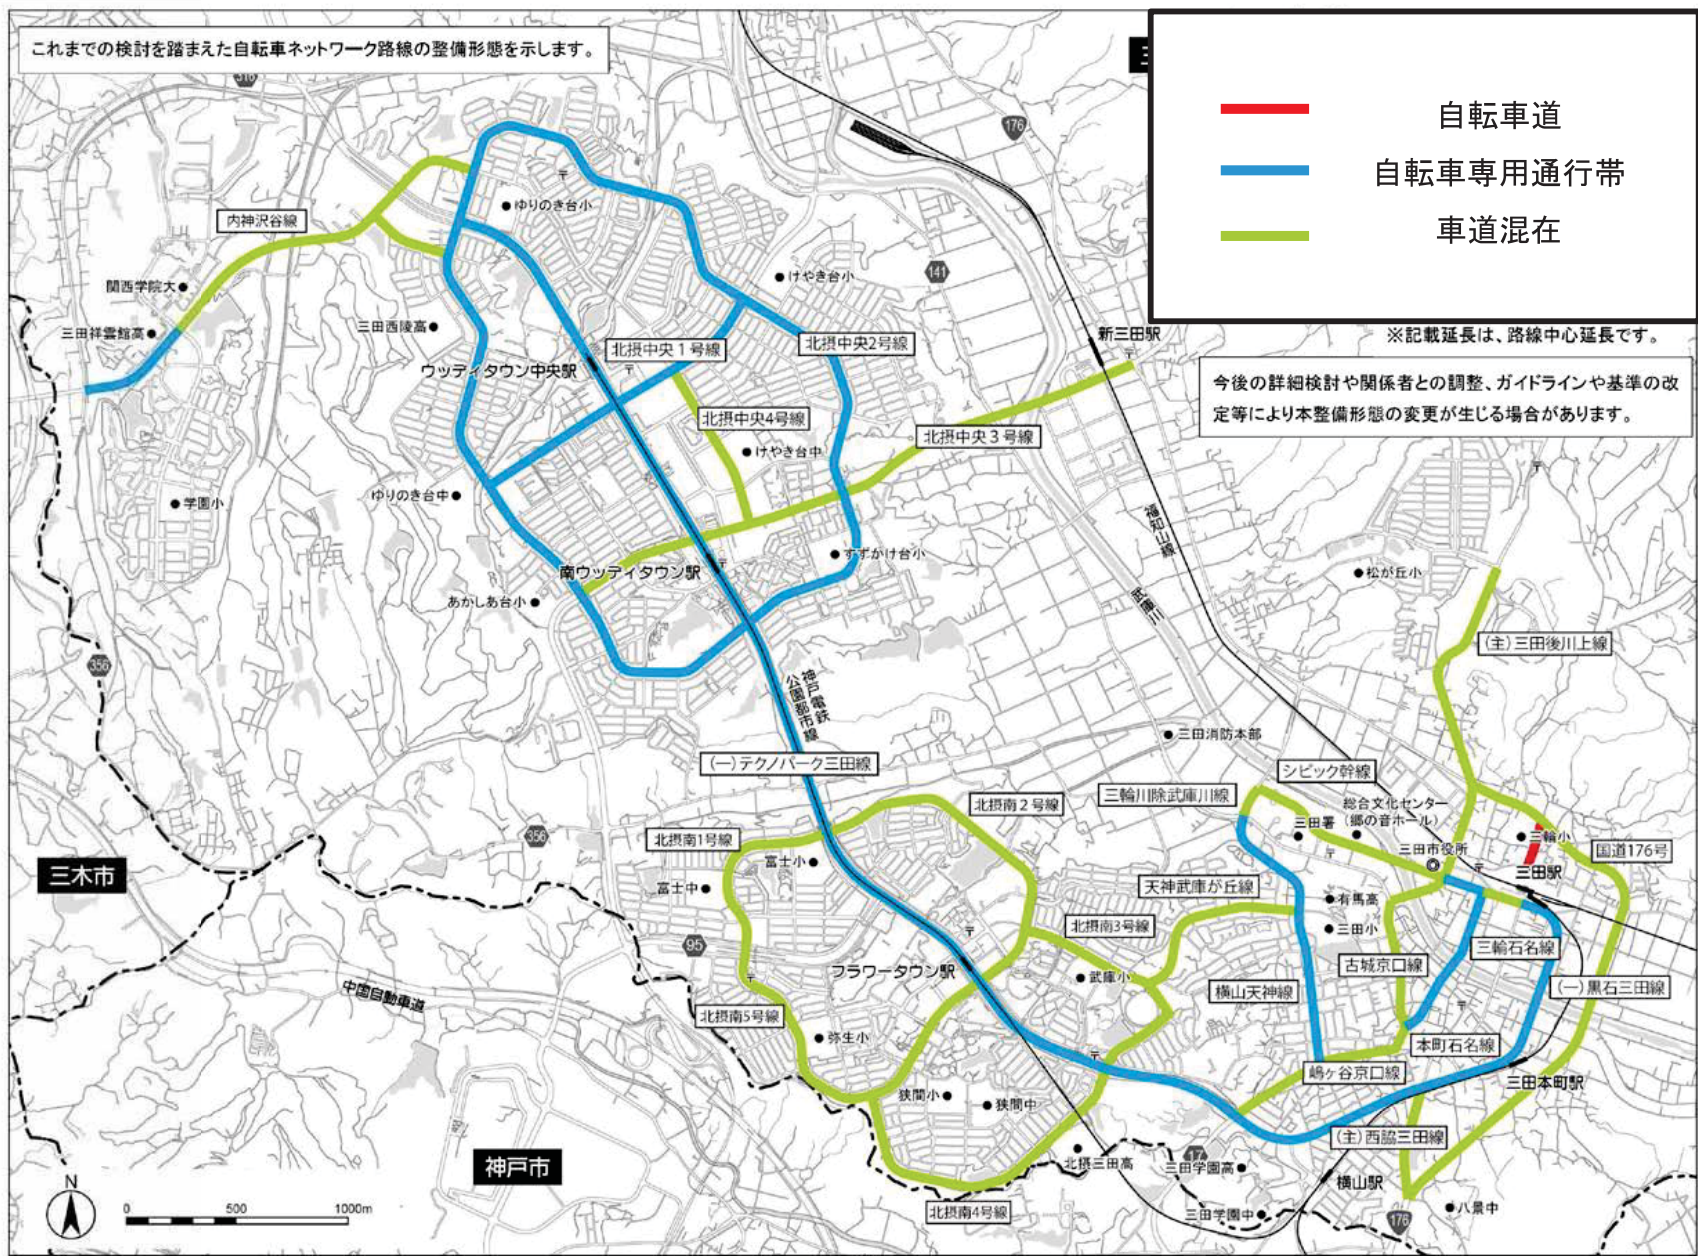 これまでの検討を踏まえた自転車ネットワーク路線の整備形態を示します。
自転車道
自転車専用通行帯
車道混在
※記載延長は、路線中心延長です。
今後の詳細検討や関係者との調整、ガイドラインや基準の改
定等により本整備形態の変更が生じる場合があります。
176
141
内神沢谷線
ゆりのき台小
けやき台小
関西学院大
三田祥雲館高
三田西陵高
新三田駅
北摂中央1号線
北摂中央2号線
ウッディタウン中央駅
北摂中央4号線
北摂中央3号線
けやき台中
ゆりのき台中
学園小
福知山線
すずかけ台小
南ウッディタウン駅
あかしあ台小
松が丘小
武庫川
356
(主)三田後川上線
神戸電鉄
公園都市線
三田消防本部
(一)テクノパーク三田線
シビック幹線
三輪川除武庫川線
総合文化センター
(郷の音ホール)
北摂南2号線
三田署
三輪小
356
北摂南1号線
三田市役所
国道176号
富士小
三田駅
三木市
富士中
天神武庫が丘線
有馬高
三田小
北摂南3号線
95
三輪石名線
フラワータウン駅
武庫小
古城京口線
横山天神線
(一)黒石三田線
中国自動車道
北摂南5号線
弥生小
本町石名線
嶋ヶ谷京口線
三田本町駅
狭間小
狭間中
(主)西脇三田線
神戸市
北摂三田高
17
三田学園高
横山駅
N
0 500 1000m
北摂南4号線
三田学園中
176
八景中